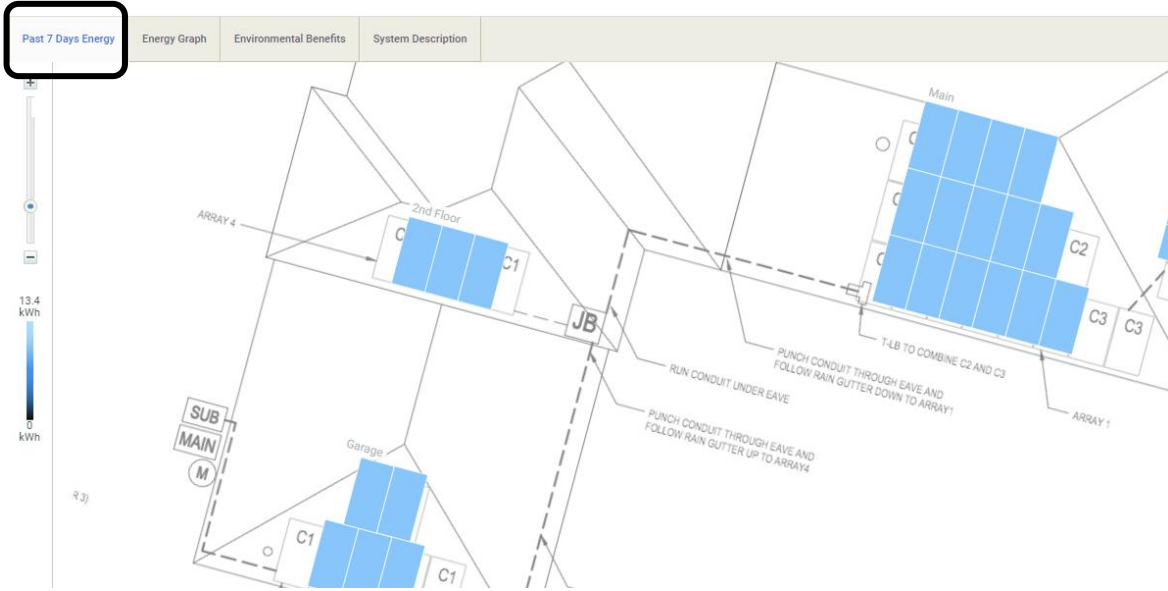 Past 7 Days Energy
Energy Graph
Environmental Benefits
System Description
+
−
13.4
kWh
0
kWh
Main
C
C
C
C2
C3
C3
2nd Floor
ARRAY 4
C
C1
JB
T-LB TO COMBINE C2 AND C3
PUNCH CONDUIT THROUGH EAVE AND
FOLLOW RAIN GUTTER DOWN TO ARRAY1
RUN CONDUIT UNDER EAVE
ARRAY 1
PUNCH CONDUIT THROUGH EAVE AND
FOLLOW RAIN GUTTER UP TO ARRAY4
SUB
MAIN
M
Garage
C1
C1